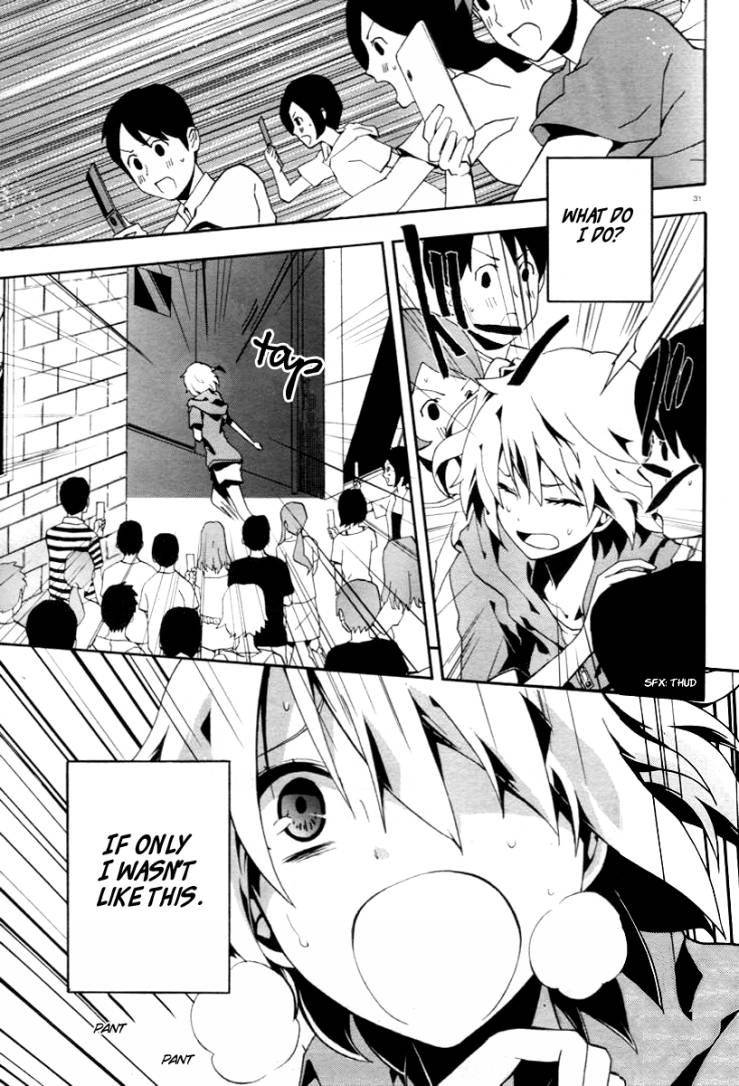 31
WHAT DO
I DO?
tap
SFX: THUD
IF ONLY
I WASN'T
LIKE THIS.
PANT
PANT